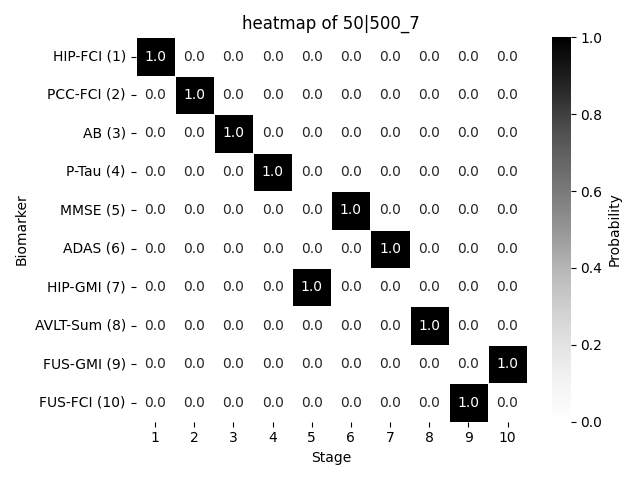 heatmap of 50|500_7
HIP-FCI (1) 1.0 0.0 0.0 0.0 0.0 0.0 0.0 0.0 0.0 0.0
PCC-FCI (2) 0.0 1.0 0.0 0.0 0.0 0.0 0.0 0.0 0.0 0.0
AB (3) 0.0 0.0 1.0 0.0 0.0 0.0 0.0 0.0 0.0 0.0
P-Tau (4) 0.0 0.0 0.0 1.0 0.0 0.0 0.0 0.0 0.0 0.0
MMSE (5) 0.0 0.0 0.0 0.0 0.0 1.0 0.0 0.0 0.0 0.0
ADAS (6) 0.0 0.0 0.0 0.0 0.0 0.0 1.0 0.0 0.0 0.0
HIP-GMI (7) 0.0 0.0 0.0 0.0 1.0 0.0 0.0 0.0 0.0 0.0
AVLT-Sum (8) 0.0 0.0 0.0 0.0 0.0 0.0 0.0 1.0 0.0 0.0
FUS-GMI (9) 0.0 0.0 0.0 0.0 0.0 0.0 0.0 0.0 0.0 1.0
FUS-FCI (10) 0.0 0.0 0.0 0.0 0.0 0.0 0.0 0.0 1.0 0.0
1 2 3 4 5 6 7 8 9 10
Stage
Biomarker
1.0
0.8
0.6
0.4
0.2
0.0
Probability